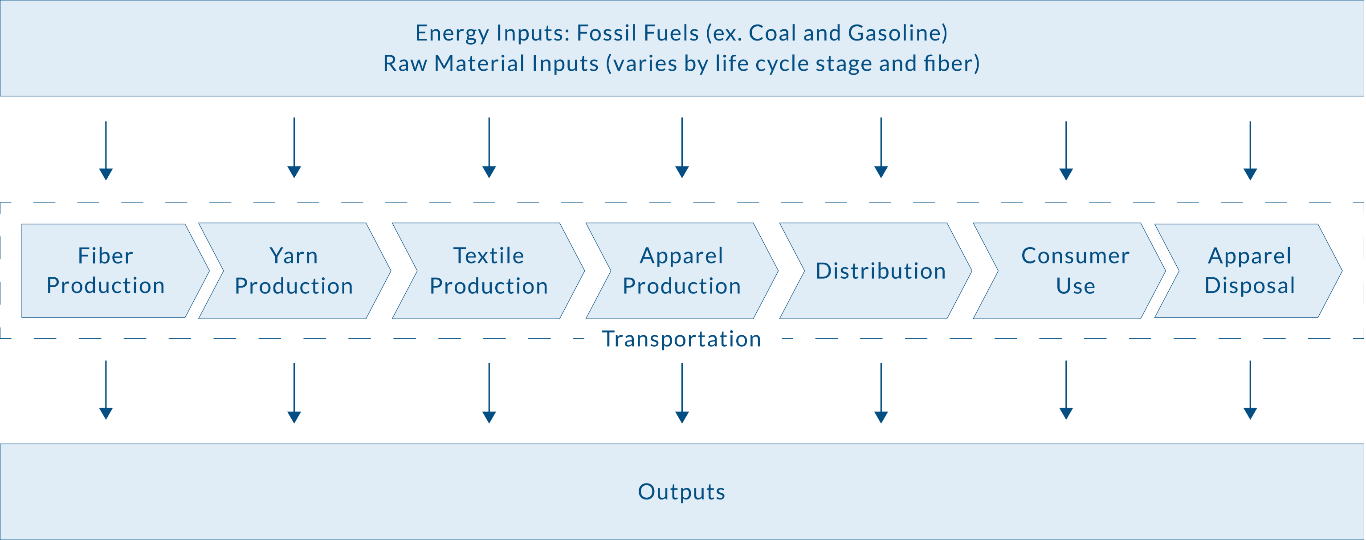 Energy Inputs: Fossil Fuels (ex. Coal and Gasoline)
Raw Material Inputs (varies by life cycle stage and fiber)
Fiber
Production
Yarn
Production
Textile
Production
Apparel
Production
Distribution
Consumer
Use
Apparel
Disposal
Transportation
Outputs